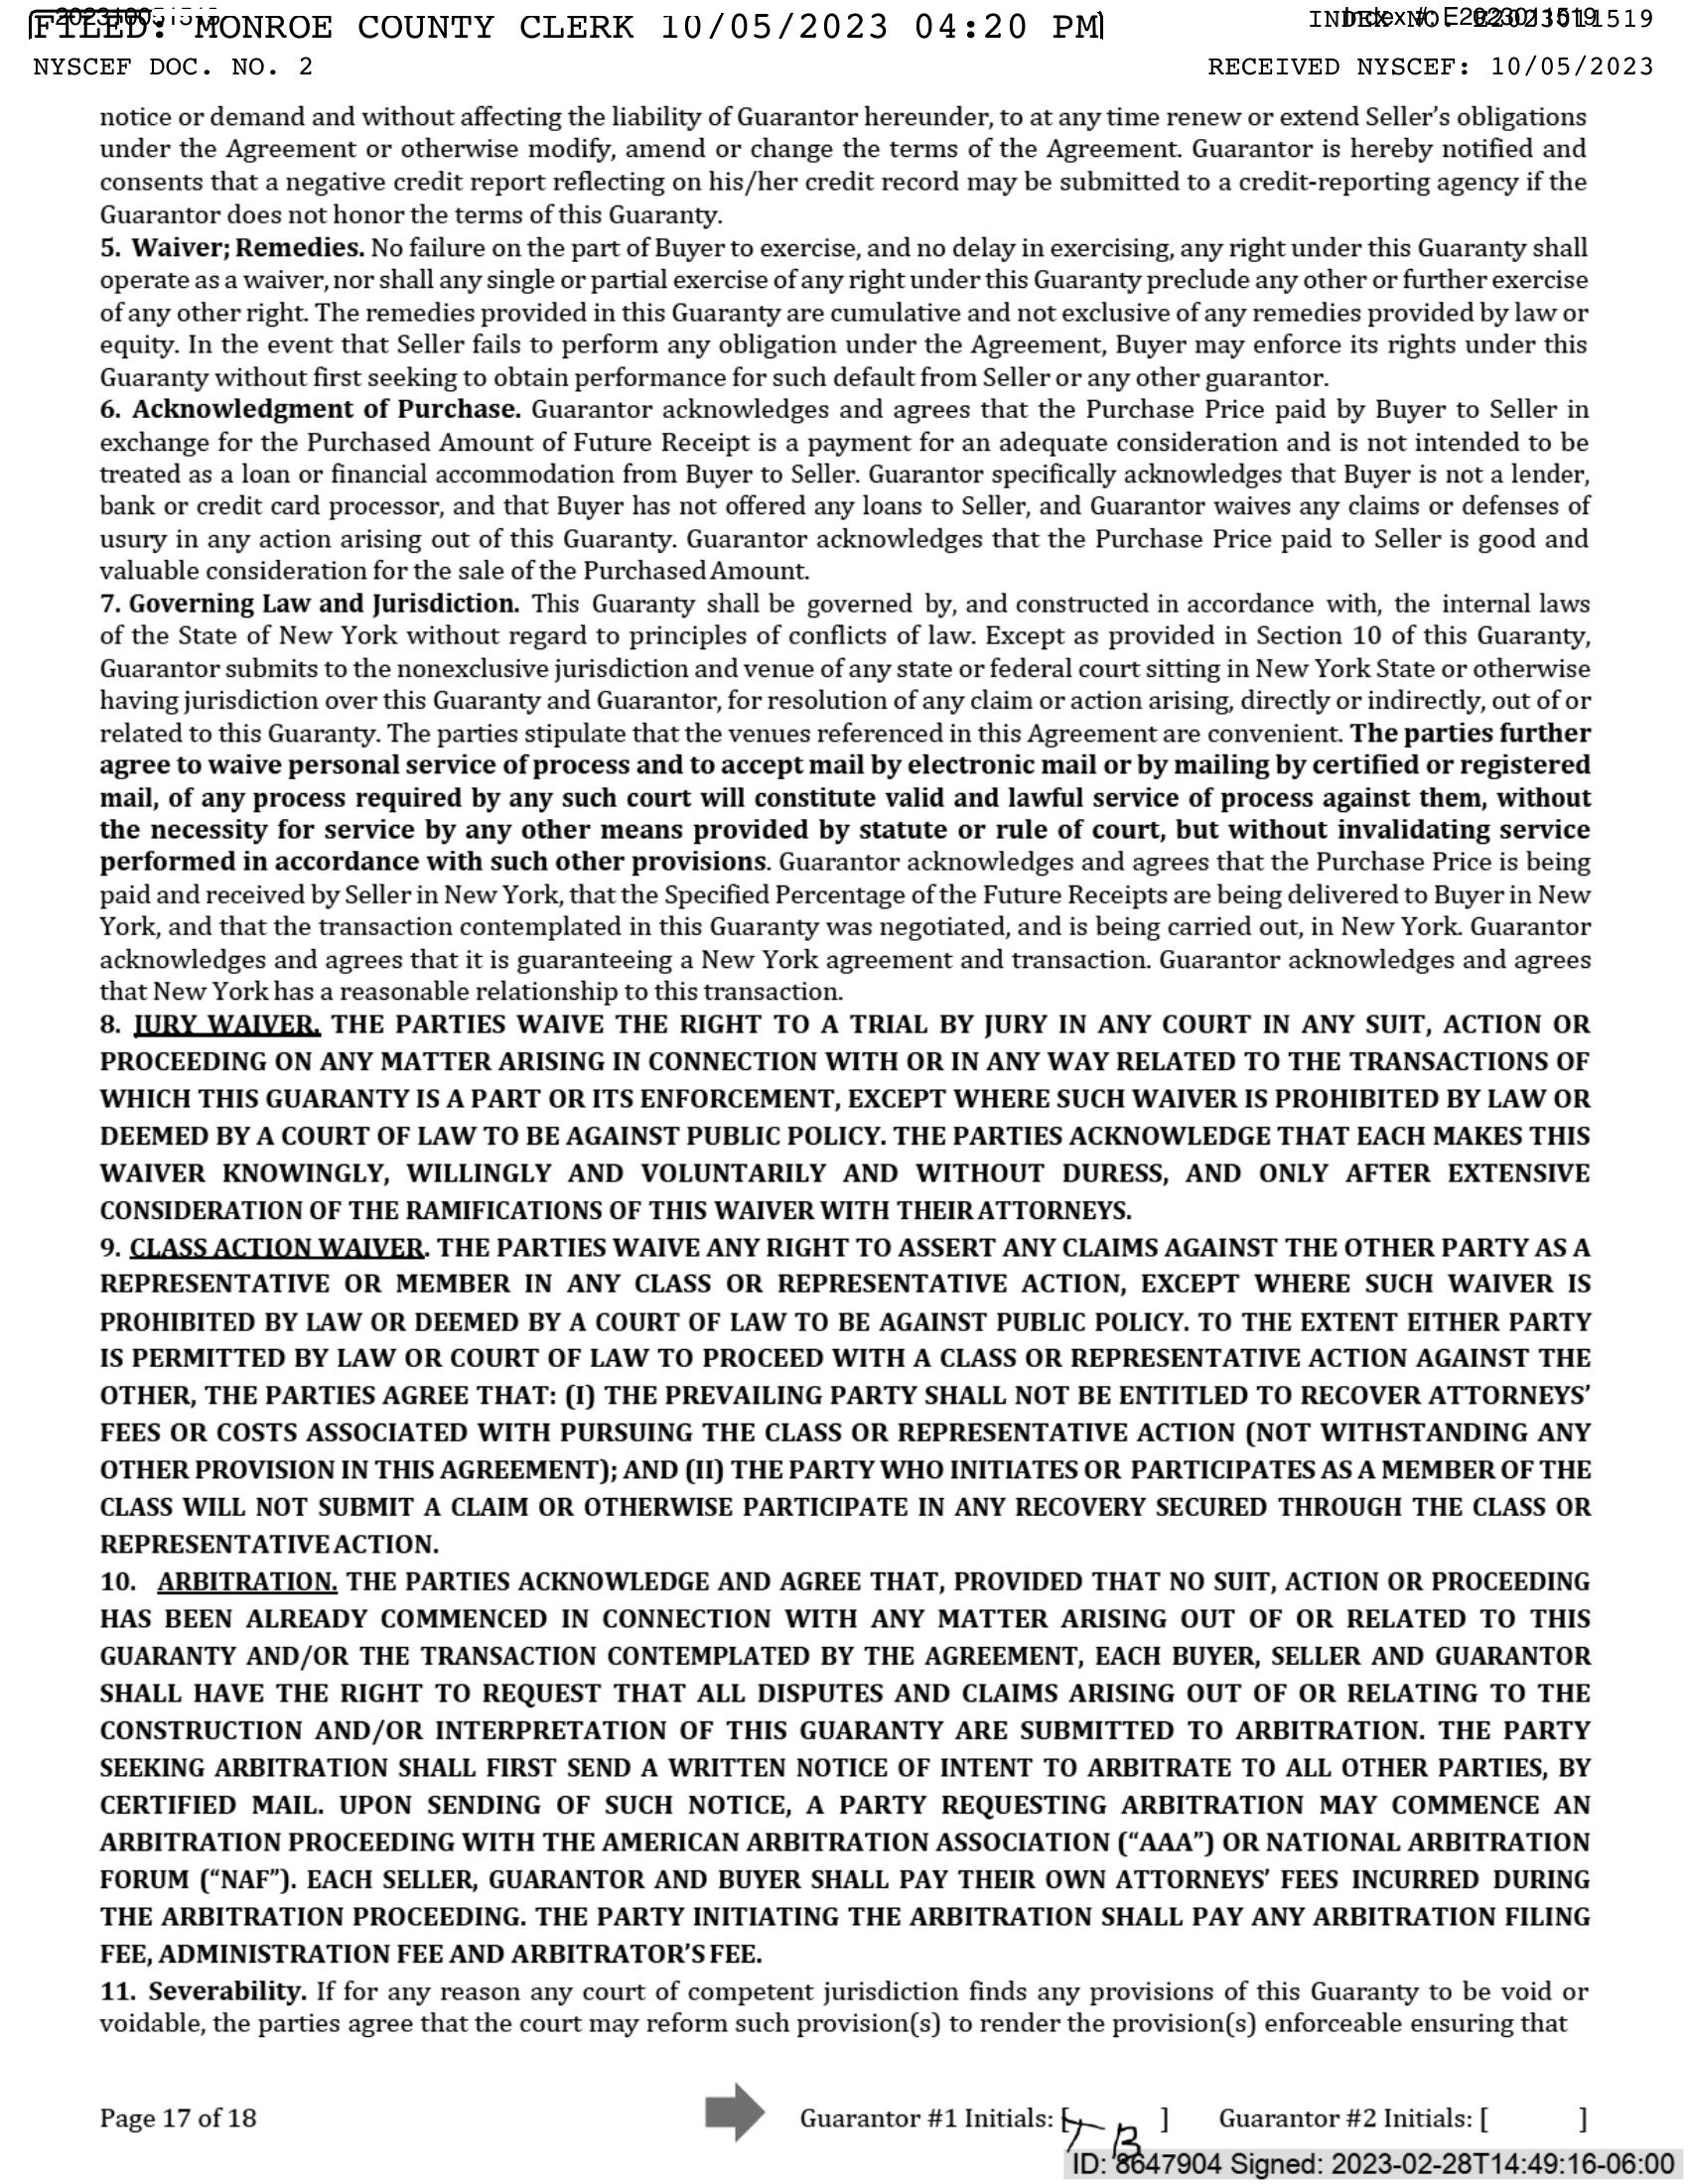 202310051515
FILED: MONROE COUNTY CLERK 10/05/2023 04:20 PM
INDEX NO. E2023011519
Index #: E2023011519
NYSCEF DOC. NO. 2
RECEIVED NYSCEF: 10/05/2023
notice or demand and without affecting the liability of Guarantor hereunder, to at any time renew or extend Seller’s obligations
under the Agreement or otherwise modify, amend or change the terms of the Agreement. Guarantor is hereby notified and
consents that a negative credit report reflecting on his/her credit record may be submitted to a credit-reporting agency if the
Guarantor does not honor the terms of this Guaranty.
5. Waiver; Remedies. No failure on the part of Buyer to exercise, and no delay in exercising, any right under this Guaranty shall
operate as a waiver, nor shall any single or partial exercise of any right under this Guaranty preclude any other or further exercise
of any other right. The remedies provided in this Guaranty are cumulative and not exclusive of any remedies provided by law or
equity. In the event that Seller fails to perform any obligation under the Agreement, Buyer may enforce its rights under this
Guaranty without first seeking to obtain performance for such default from Seller or any other guarantor.
6. Acknowledgment of Purchase. Guarantor acknowledges and agrees that the Purchase Price paid by Buyer to Seller in
exchange for the Purchased Amount of Future Receipt is a payment for an adequate consideration and is not intended to be
treated as a loan or financial accommodation from Buyer to Seller. Guarantor specifically acknowledges that Buyer is not a lender,
bank or credit card processor, and that Buyer has not offered any loans to Seller, and Guarantor waives any claims or defenses of
usury in any action arising out of this Guaranty. Guarantor acknowledges that the Purchase Price paid to Seller is good and
valuable consideration for the sale of the Purchased Amount.
7. Governing Law and Jurisdiction. This Guaranty shall be governed by, and constructed in accordance with, the internal laws
of the State of New York without regard to principles of conflicts of law. Except as provided in Section 10 of this Guaranty,
Guarantor submits to the nonexclusive jurisdiction and venue of any state or federal court sitting in New York State or otherwise
having jurisdiction over this Guaranty and Guarantor, for resolution of any claim or action arising, directly or indirectly, out of or
related to this Guaranty. The parties stipulate that the venues referenced in this Agreement are convenient. The parties further
agree to waive personal service of process and to accept mail by electronic mail or by mailing by certified or registered
mail, of any process required by any such court will constitute valid and lawful service of process against them, without
the necessity for service by any other means provided by statute or rule of court, but without invalidating service
performed in accordance with such other provisions. Guarantor acknowledges and agrees that the Purchase Price is being
paid and received by Seller in New York, that the Specified Percentage of the Future Receipts are being delivered to Buyer in New
York, and that the transaction contemplated in this Guaranty was negotiated, and is being carried out, in New York. Guarantor
acknowledges and agrees that it is guaranteeing a New York agreement and transaction. Guarantor acknowledges and agrees
that New York has a reasonable relationship to this transaction.
8. JURY WAIVER. THE PARTIES WAIVE THE RIGHT TO A TRIAL BY JURY IN ANY COURT IN ANY SUIT, ACTION OR
PROCEEDING ON ANY MATTER ARISING IN CONNECTION WITH OR IN ANY WAY RELATED TO THE TRANSACTIONS OF
WHICH THIS GUARANTY IS A PART OR ITS ENFORCEMENT, EXCEPT WHERE SUCH WAIVER IS PROHIBITED BY LAW OR
DEEMED BY A COURT OF LAW TO BE AGAINST PUBLIC POLICY. THE PARTIES ACKNOWLEDGE THAT EACH MAKES THIS
WAIVER KNOWINGLY, WILLINGLY AND VOLUNTARILY AND WITHOUT DURESS, AND ONLY AFTER EXTENSIVE
CONSIDERATION OF THE RAMIFICATIONS OF THIS WAIVER WITH THEIR ATTORNEYS.
9. CLASS ACTION WAIVER. THE PARTIES WAIVE ANY RIGHT TO ASSERT ANY CLAIMS AGAINST THE OTHER PARTY AS A
REPRESENTATIVE OR MEMBER IN ANY CLASS OR REPRESENTATIVE ACTION, EXCEPT WHERE SUCH WAIVER IS
PROHIBITED BY LAW OR DEEMED BY A COURT OF LAW TO BE AGAINST PUBLIC POLICY. TO THE EXTENT EITHER PARTY
IS PERMITTED BY LAW OR COURT OF LAW TO PROCEED WITH A CLASS OR REPRESENTATIVE ACTION AGAINST THE
OTHER, THE PARTIES AGREE THAT: (I) THE PREVAILING PARTY SHALL NOT BE ENTITLED TO RECOVER ATTORNEYS’
FEES OR COSTS ASSOCIATED WITH PURSUING THE CLASS OR REPRESENTATIVE ACTION (NOT WITHSTANDING ANY
OTHER PROVISION IN THIS AGREEMENT); AND (II) THE PARTY WHO INITIATES OR PARTICIPATES AS A MEMBER OF THE
CLASS WILL NOT SUBMIT A CLAIM OR OTHERWISE PARTICIPATE IN ANY RECOVERY SECURED THROUGH THE CLASS OR
REPRESENTATIVE ACTION.
10. ARBITRATION. THE PARTIES ACKNOWLEDGE AND AGREE THAT, PROVIDED THAT NO SUIT, ACTION OR PROCEEDING
HAS BEEN ALREADY COMMENCED IN CONNECTION WITH ANY MATTER ARISING OUT OF OR RELATED TO THIS
GUARANTY AND/OR THE TRANSACTION CONTEMPLATED BY THE AGREEMENT, EACH BUYER, SELLER AND GUARANTOR
SHALL HAVE THE RIGHT TO REQUEST THAT ALL DISPUTES AND CLAIMS ARISING OUT OF OR RELATING TO THE
CONSTRUCTION AND/OR INTERPRETATION OF THIS GUARANTY ARE SUBMITTED TO ARBITRATION. THE PARTY
SEEKING ARBITRATION SHALL FIRST SEND A WRITTEN NOTICE OF INTENT TO ARBITRATE TO ALL OTHER PARTIES, BY
CERTIFIED MAIL. UPON SENDING OF SUCH NOTICE, A PARTY REQUESTING ARBITRATION MAY COMMENCE AN
ARBITRATION PROCEEDING WITH THE AMERICAN ARBITRATION ASSOCIATION (“AAA”) OR NATIONAL ARBITRATION
FORUM (“NAF”). EACH SELLER, GUARANTOR AND BUYER SHALL PAY THEIR OWN ATTORNEYS’ FEES INCURRED DURING
THE ARBITRATION PROCEEDING. THE PARTY INITIATING THE ARBITRATION SHALL PAY ANY ARBITRATION FILING
FEE, ADMINISTRATION FEE AND ARBITRATOR’S FEE.
11. Severability. If for any reason any court of competent jurisdiction finds any provisions of this Guaranty to be void or
voidable, the parties agree that the court may reform such provision(s) to render the provision(s) enforceable ensuring that
Page 17 of 18
Guarantor #1 Initials: [T B ]
Guarantor #2 Initials: [ ]
ID: 8647904 Signed: 2023-02-28T14:49:16-06:00